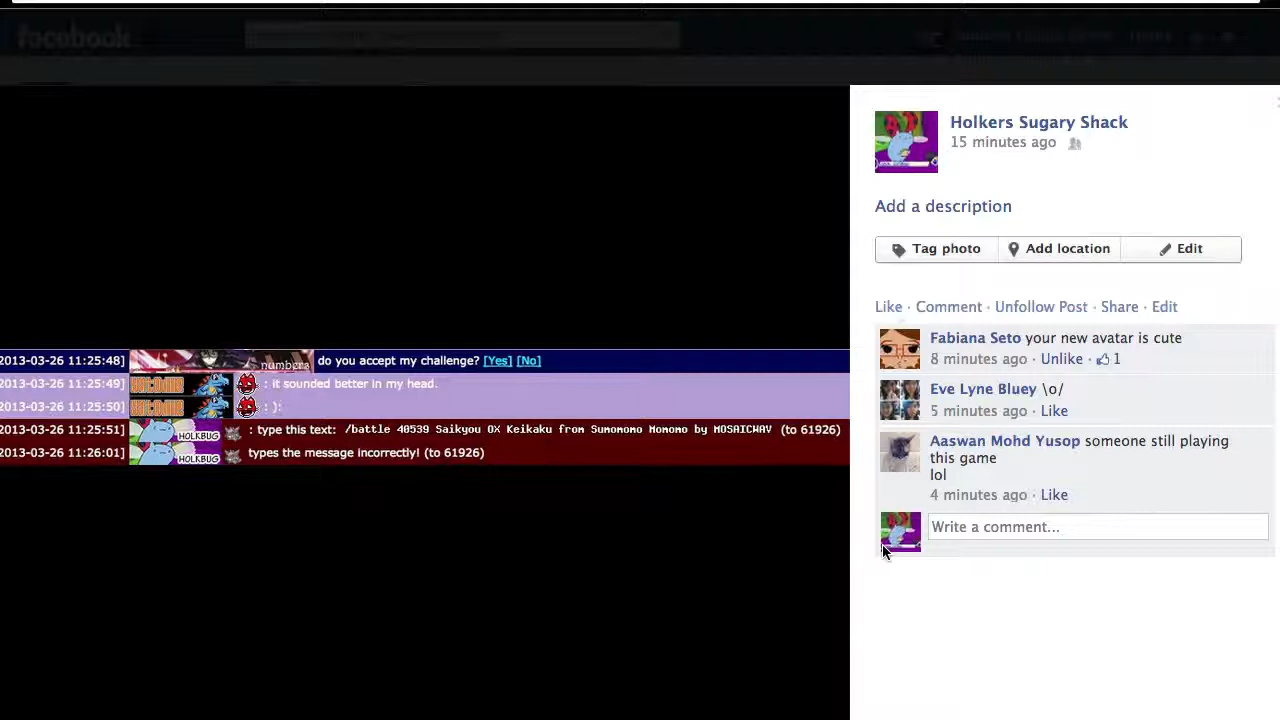 facebook
Holkers Sugary Shack
15 minutes ago
Add a description
Tag photo Add location Edit
Like · Comment · Unfollow Post · Share · Edit
Fabiana Seto your new avatar is cute
8 minutes ago · Unlike · 1
Eve Lyne Bluey \o/
5 minutes ago · Like
Aaswan Mohd Yusop someone still playing
this game
lol
4 minutes ago · Like
Write a comment...
2013-03-26 11:25:48] numbers do you accept my challenge? [Yes] [No]
2013-03-26 11:25:49] : it sounded better in my head.
2013-03-26 11:25:50] : ):
2013-03-26 11:25:51] HOLKBUG : type this text: /battle 40539 Saikyou OX Keikaku from Sumomomo Momomo by MOSAICWAV (to 61926)
2013-03-26 11:26:01] HOLKBUG types the message incorrectly! (to 61926)